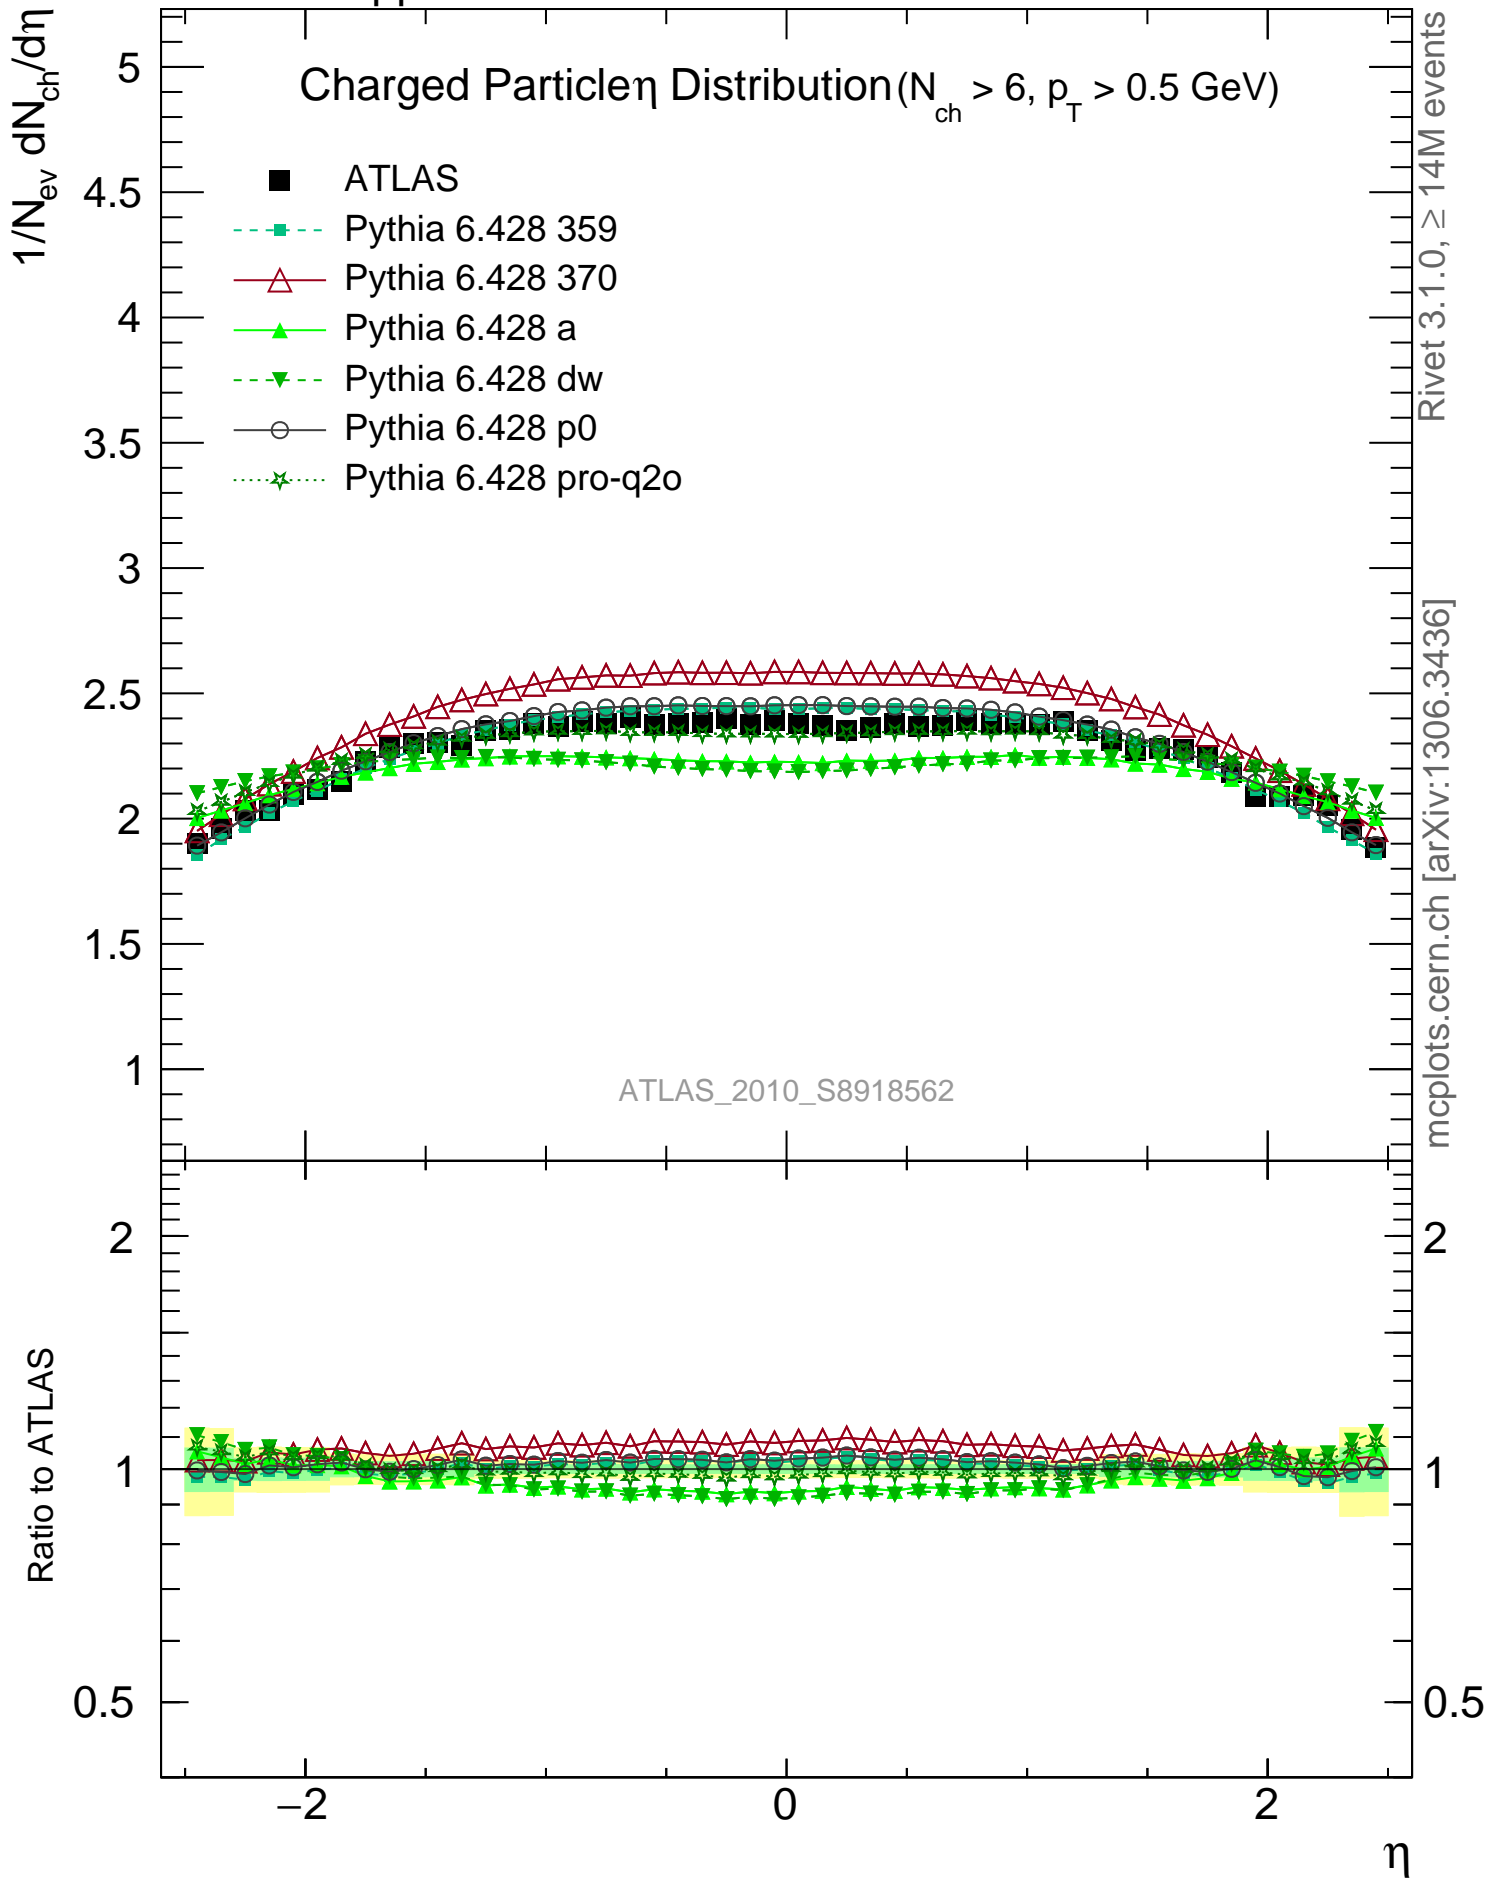 1/N_ev dN_ch/dη
Charged Particle η Distribution (N_ch > 6, p_T > 0.5 GeV)
ATLAS
Pythia 6.428 359
Pythia 6.428 370
Pythia 6.428 a
Pythia 6.428 dw
Pythia 6.428 p0
Pythia 6.428 pro-q2o
5
4.5
4
3.5
3
2.5
2
1.5
1
ATLAS_2010_S8918562
Rivet 3.1.0, ≥ 14M events
mcplots.cern.ch [arXiv:1306.3436]
Ratio to ATLAS
2
1
0.5
2
1
0.5
−2
0
2
η